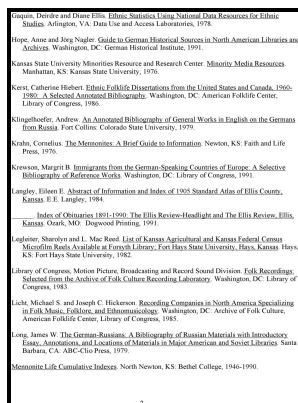 Gaquin, Deirdre and Diane Ellis. Ethnic Statistics Using National Data Resources for Ethnic
Studies. Arlington, VA: Data Use and Access Laboratories, 1978.
Hope, Anne and Jörg Nagler. Guide to German Historical Sources in North American Libraries and
Archives. Washington, DC: German Historical Institute, 1991.
Kansas State University Minorities Resource and Research Center. Minority Media Resources.
Manhattan, KS: Kansas State University, 1976.
Kerst, Catherine Hiebert. Ethnic Folklife Dissertations from the United States and Canada, 1960-
1980: A Selected Annotated Bibliography. Washington, DC: American Folklife Center,
Library of Congress, 1986.
Klingelhoefer, Andrew. An Annotated Bibliography of General Works in English on the Germans
from Russia. Fort Collins: Colorado State University, 1979.
Krahn, Cornelius. The Mennonites: A Brief Guide to Information. Newton, KS: Faith and Life
Press, 1976.
Krewson, Margrit B. Immigrants from the German-Speaking Countries of Europe: A Selective
Bibliography of Reference Works. Washington, DC: Library of Congress, 1991.
Langley, Eileen E. Abstract of Information and Index of 1905 Standard Atlas of Ellis County,
Kansas. E.E. Langley, 1984.
________. Index of Obituaries 1891-1990: The Ellis Review-Headlight and The Ellis Review, Ellis,
Kansas. Ozark, MO: Dogwood Printing, 1991.
Legleiter, Sharolyn and L. Mac Reed. List of Kansas Agricultural and Kansas Federal Census
Microfilm Reels Available at Forsyth Library; Fort Hays State University, Hays, Kansas. Hays,
KS: Fort Hays State University, 1982.
Library of Congress, Motion Picture, Broadcasting and Record Sound Division. Folk Recordings:
Selected from the Archive of Folk Culture Recording Laboratory. Washington, DC: Library of
Congress, 1983.
Licht, Michael S. and Joseph C. Hickerson. Recording Companies in North America Specializing
in Folk Music, Folklore, and Ethnomusicology. Washington, DC: Archive of Folk Culture,
American Folklife Center, Library of Congress, 1985.
Long, James W. The German-Russians: A Bibliography of Russian Materials with Introductory
Essay, Annotations, and Locations of Materials in Major American and Soviet Libraries. Santa
Barbara, CA: ABC-Clio Press, 1979.
Mennonite Life Cumulative Indexes. North Newton, KS: Bethel College, 1946-1990.